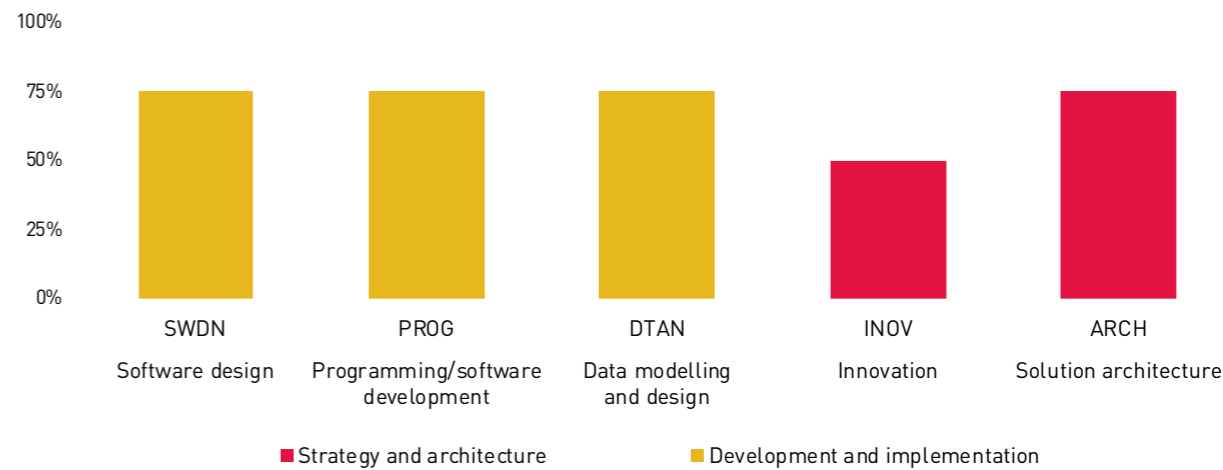 100%
75%
50%
25%
0%
SWDN
PROG
DTAN
INOV
ARCH
Software design
Programming/software
development
Data modelling
and design
Innovation
Solution architecture
Strategy and architecture
Development and implementation